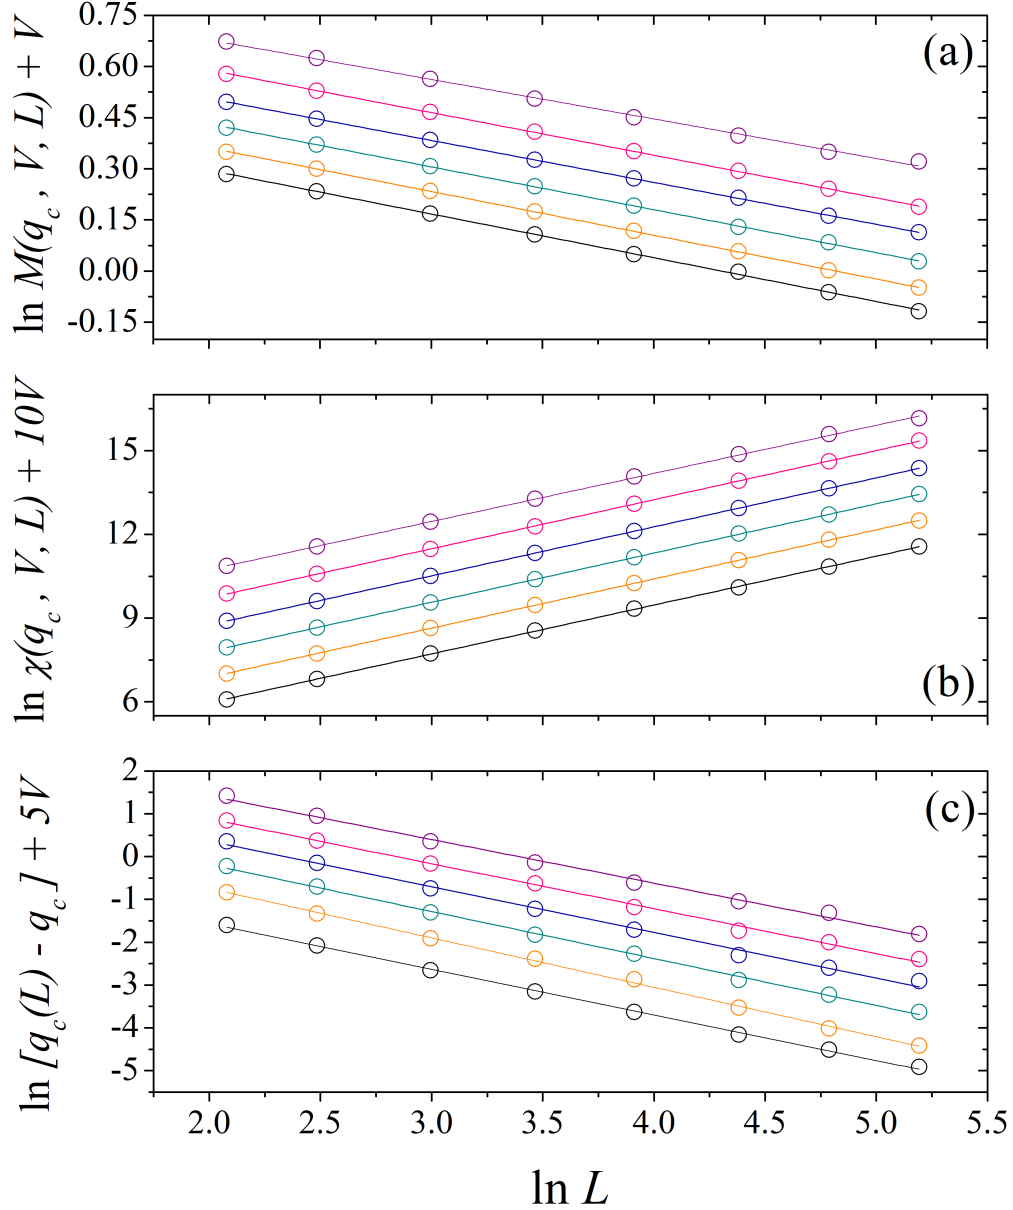 ln M(q_c , V, L) + V
0.75
0.60
0.45
0.30
0.15
0.00
-0.15
(a)
ln χ(q_c , V, L) + 10V
15
12
9
6
(b)
ln [q_c(L) - q_c] + 5V
2
1
0
-1
-2
-3
-4
-5
(c)
2.0 2.5 3.0 3.5 4.0 4.5 5.0 5.5
ln L